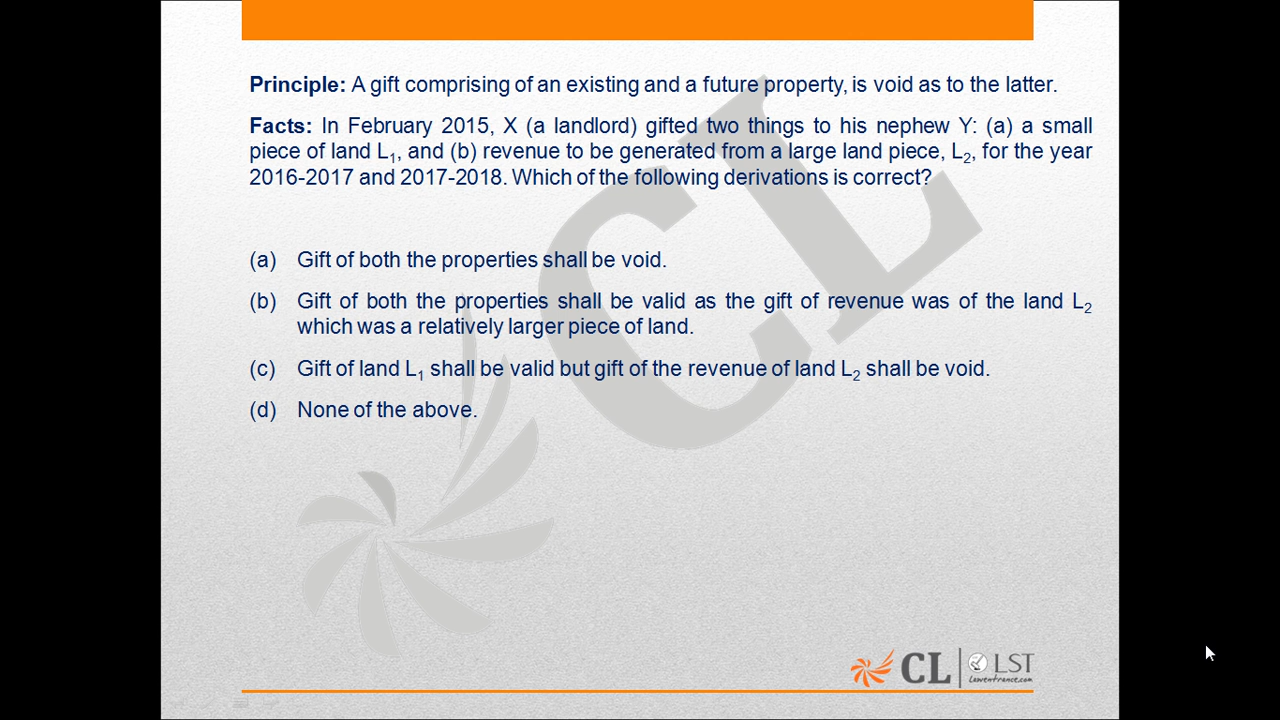 Principle: A gift comprising of an existing and a future property, is void as to the latter.
Facts: In February 2015, X (a landlord) gifted two things to his nephew Y: (a) a small
piece of land L₁, and (b) revenue to be generated from a large land piece, L₂, for the year
2016-2017 and 2017-2018. Which of the following derivations is correct?
(a) Gift of both the properties shall be void.
(b) Gift of both the properties shall be valid as the gift of revenue was of the land L₂
which was a relatively larger piece of land.
(c) Gift of land L₁ shall be valid but gift of the revenue of land L₂ shall be void.
(d) None of the above.
CL
CL | LST
Lawentrance.com